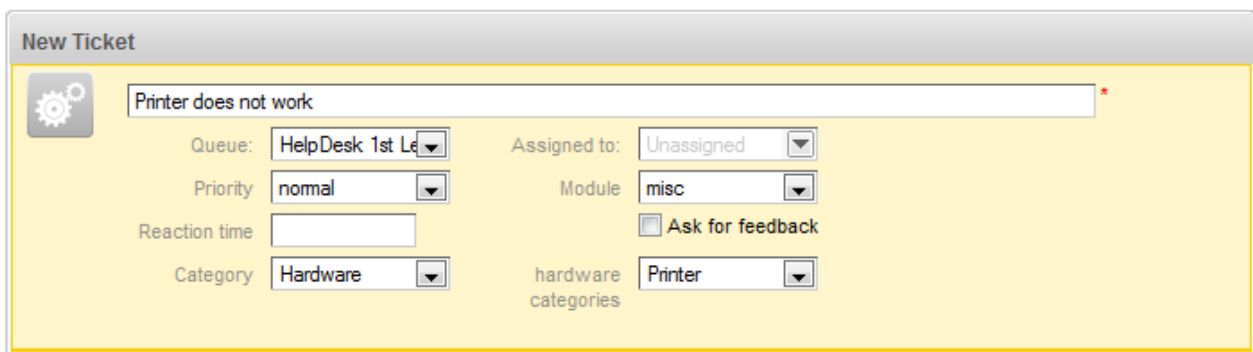 New Ticket
Printer does not work *
Queue: HelpDesk 1st Le Assigned to: Unassigned
Priority normal Module misc
Reaction time Ask for feedback
Category Hardware hardware categories Printer